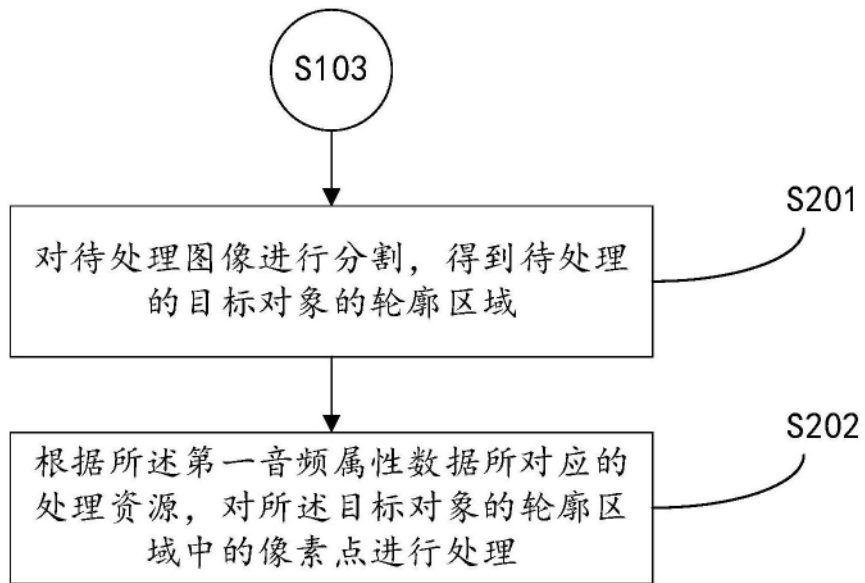 S103
S201
对待处理图像进行分割，得到待处理
的目标对象的轮廓区域
S202
根据所述第一音频属性数据所对应的
处理资源，对所述目标对象的轮廓区
域中的像素点进行处理